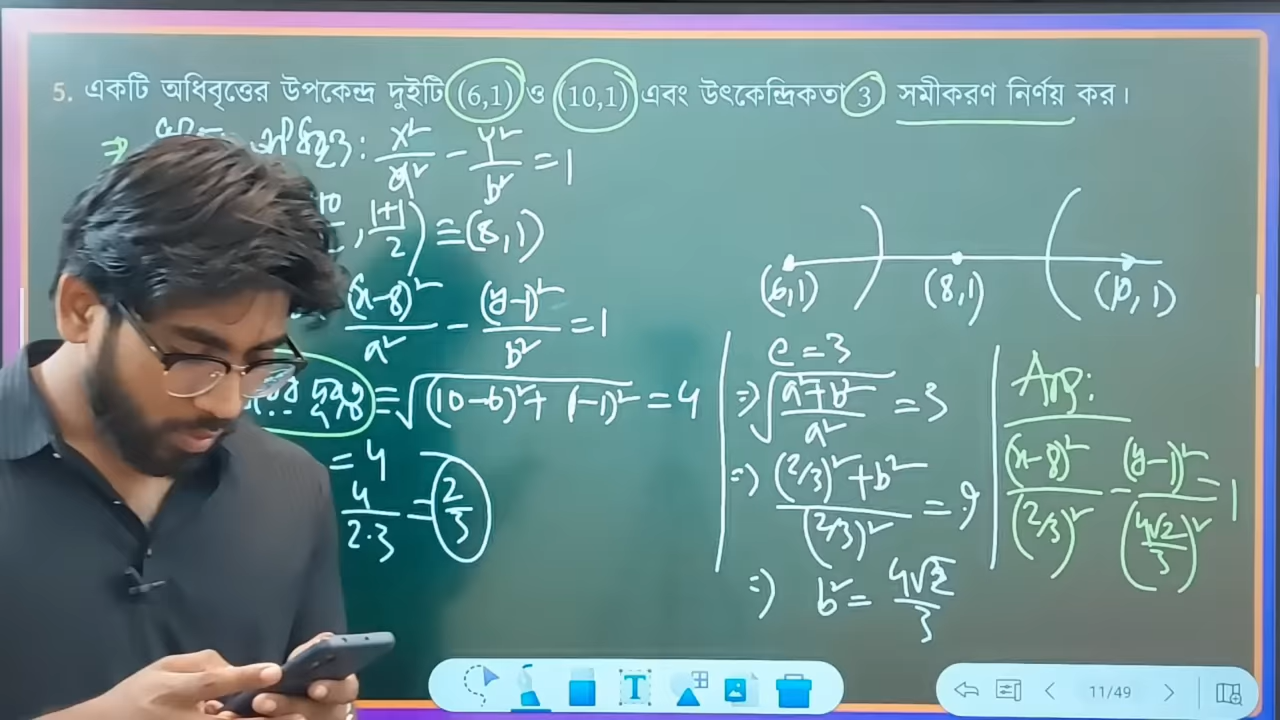 5. একটি অধিবৃত্তের উপকেন্দ্র দুইটি (6,1) ও (10,1) এবং উৎকেন্দ্রিকতা 3 সমীকরণ নির্ণয় কর।
⇒ : x²/a² - y²/b² = 1
, 1+1/2) ≡ (8,1)
(x-8)²/a² - (y-1)²/b² = 1
দূরত্ব = √(10-6)²+(1-1)² = 4
= 4
4/2·3 = 2/3
(6,1) (8,1) (10,1)
e = 3
⇒ √a²+b²/a² = 3
⇒ (2/3)²+b²/(2/3)² = 9
⇒ b² = 4√2/3
Ans:
(x-8)²/(2/3)² - (y-1)²/(4√2/3)² = 1
T
11/49